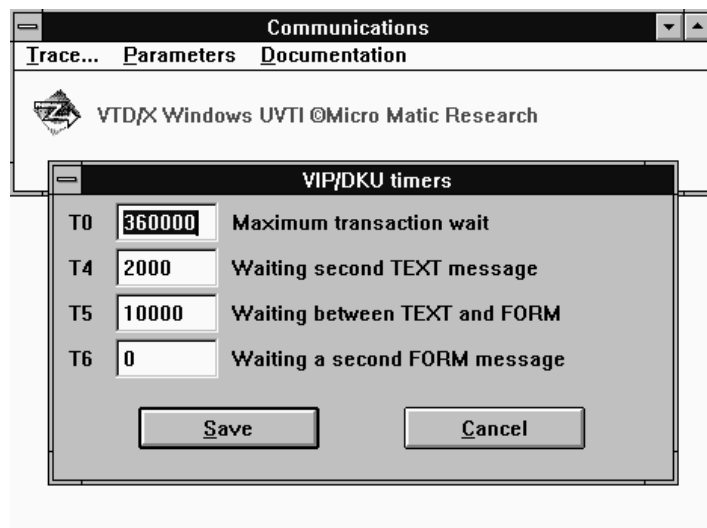 Communications
Trace... Parameters Documentation
VTD/X Windows UVTI ©Micro Matic Research
VIP/DKU timers
T0 360000 Maximum transaction wait
T4 2000 Waiting second TEXT message
T5 10000 Waiting between TEXT and FORM
T6 0 Waiting a second FORM message
Save Cancel